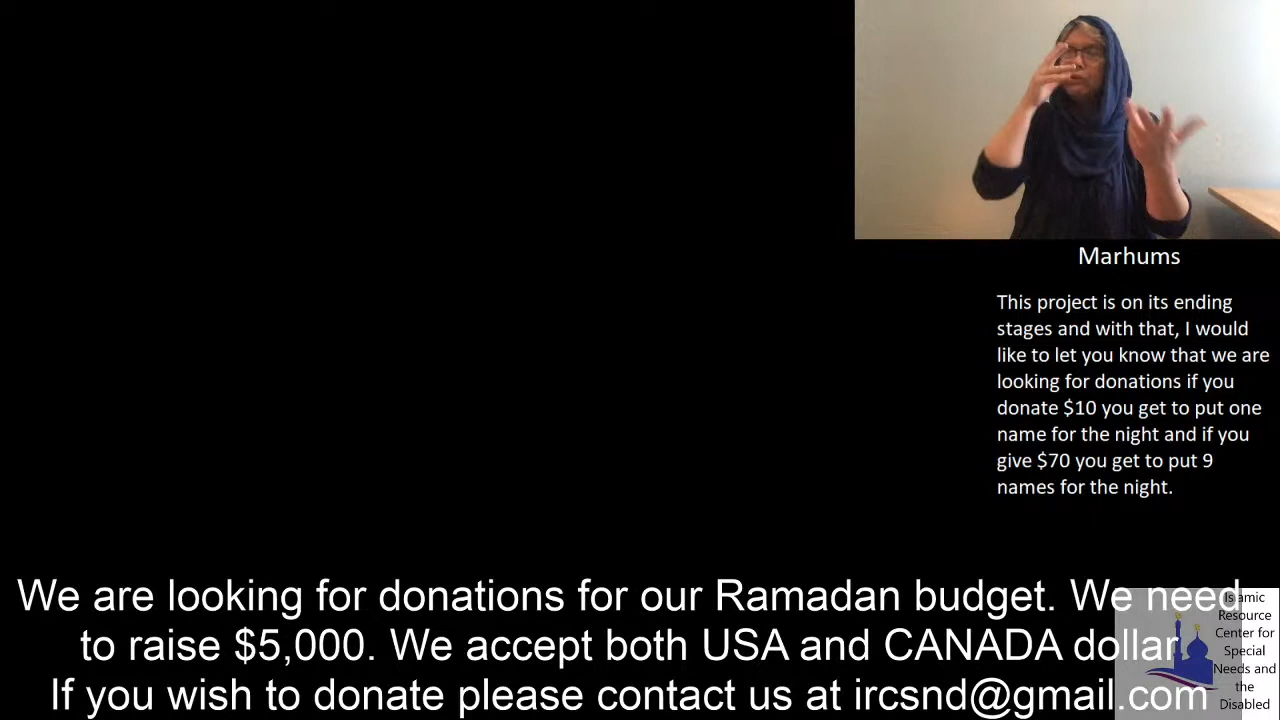 Marhums
This project is on its ending
stages and with that, I would
like to let you know that we are
looking for donations if you
donate $10 you get to put one
name for the night and if you
give $70 you get to put 9
names for the night.
We are looking for donations for our Ramadan budget. We need
to raise $5,000. We accept both USA and CANADA dollar
If you wish to donate please contact us at ircsnd@gmail.com
Islamic
Resource
Center for
Special
Needs and
the
Disabled